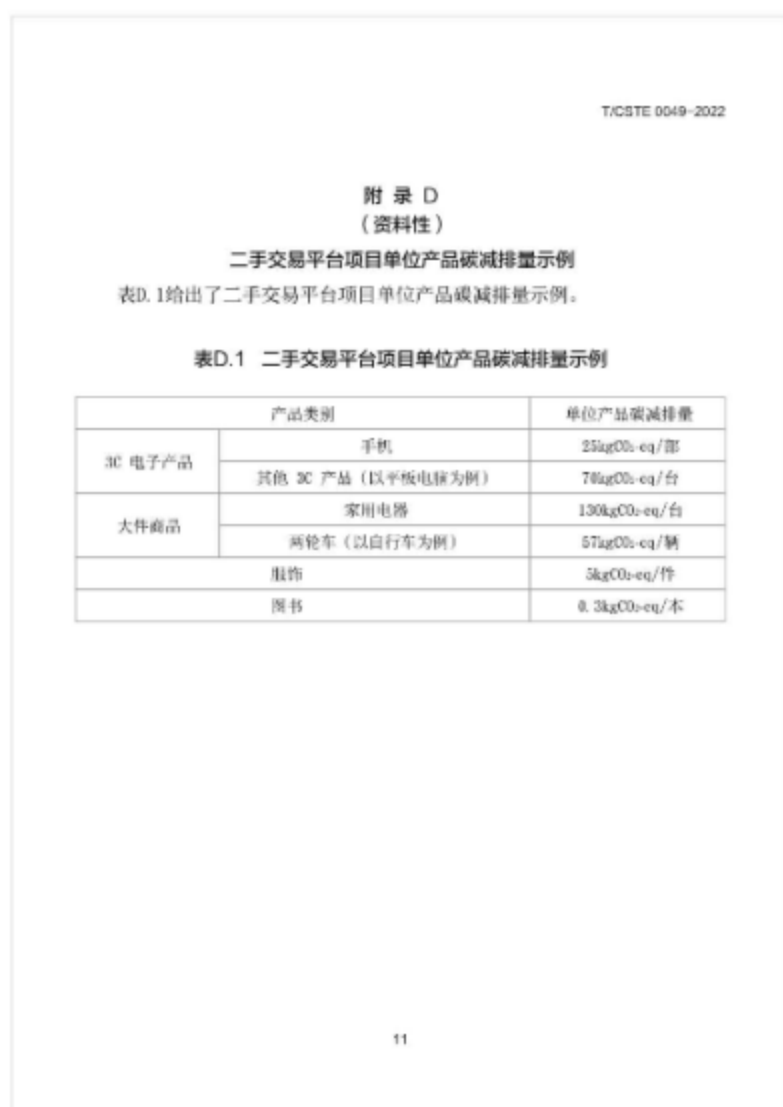 T/CSTE 0049-2022
附 录 D
（资料性）
二手交易平台项目单位产品碳减排量示例
表D.1给出了二手交易平台项目单位产品碳减排量示例。
表D.1 二手交易平台项目单位产品碳减排量示例
产品类别 单位产品碳减排量
3C 电子产品 手机 25kgCO₂-eq/部
其他 3C 产品（以平板电脑为例） 70kgCO₂-eq/台
大件商品 家用电器 130kgCO₂-eq/台
两轮车（以自行车为例） 57kgCO₂-eq/辆
服饰 5kgCO₂-eq/件
图书 0.3kgCO₂-eq/本
11